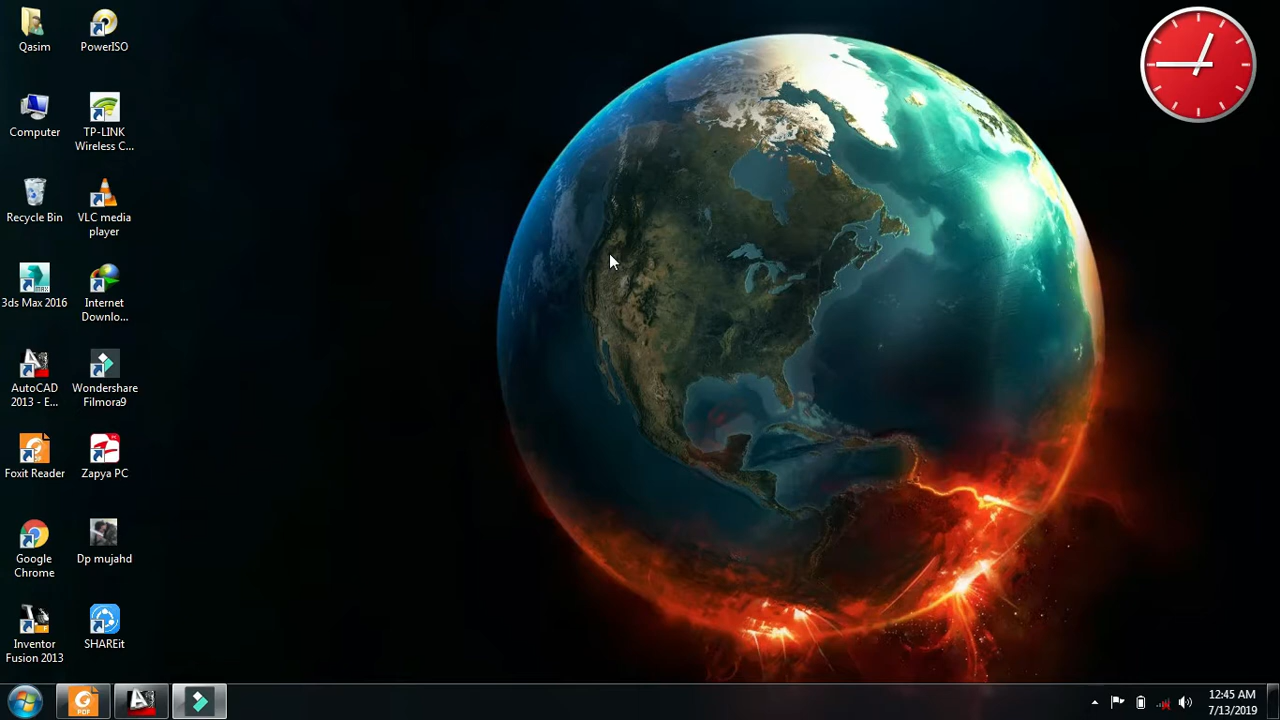 Qasim
PowerISO
Computer
TP-LINK
Wireless C...
Recycle Bin
VLC media
player
MAX
3ds Max 2016
Internet
Downlo...
AutoCAD
2013 - E...
Wondershare
Filmora9
Foxit Reader
Zapya PC
Google
Chrome
Dp mujahd
Inventor
Fusion 2013
SHAREit
PDF
12:45 AM
7/13/2019